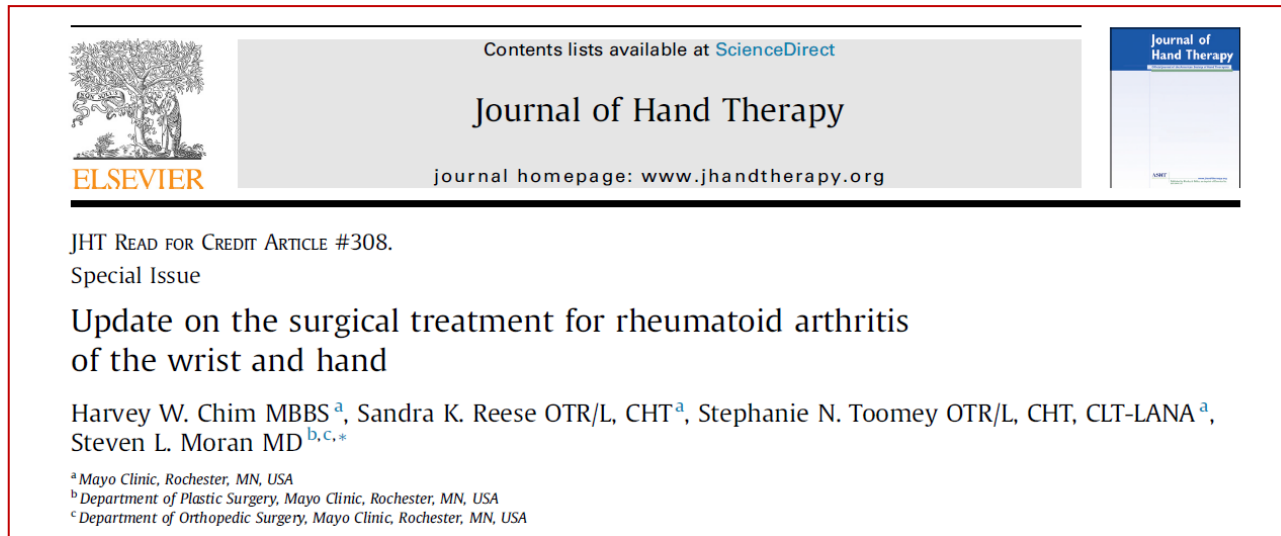 Contents lists available at ScienceDirect
Journal of Hand Therapy
journal homepage: www.jhandtherapy.org
ELSEVIER
Journal of
Hand Therapy
JHT READ FOR CREDIT ARTICLE #308.
Special Issue
Update on the surgical treatment for rheumatoid arthritis
of the wrist and hand
Harvey W. Chim MBBS a, Sandra K. Reese OTR/L, CHT a, Stephanie N. Toomey OTR/L, CHT, CLT-LANA a,
Steven L. Moran MD b,c,*
a Mayo Clinic, Rochester, MN, USA
b Department of Plastic Surgery, Mayo Clinic, Rochester, MN, USA
c Department of Orthopedic Surgery, Mayo Clinic, Rochester, MN, USA